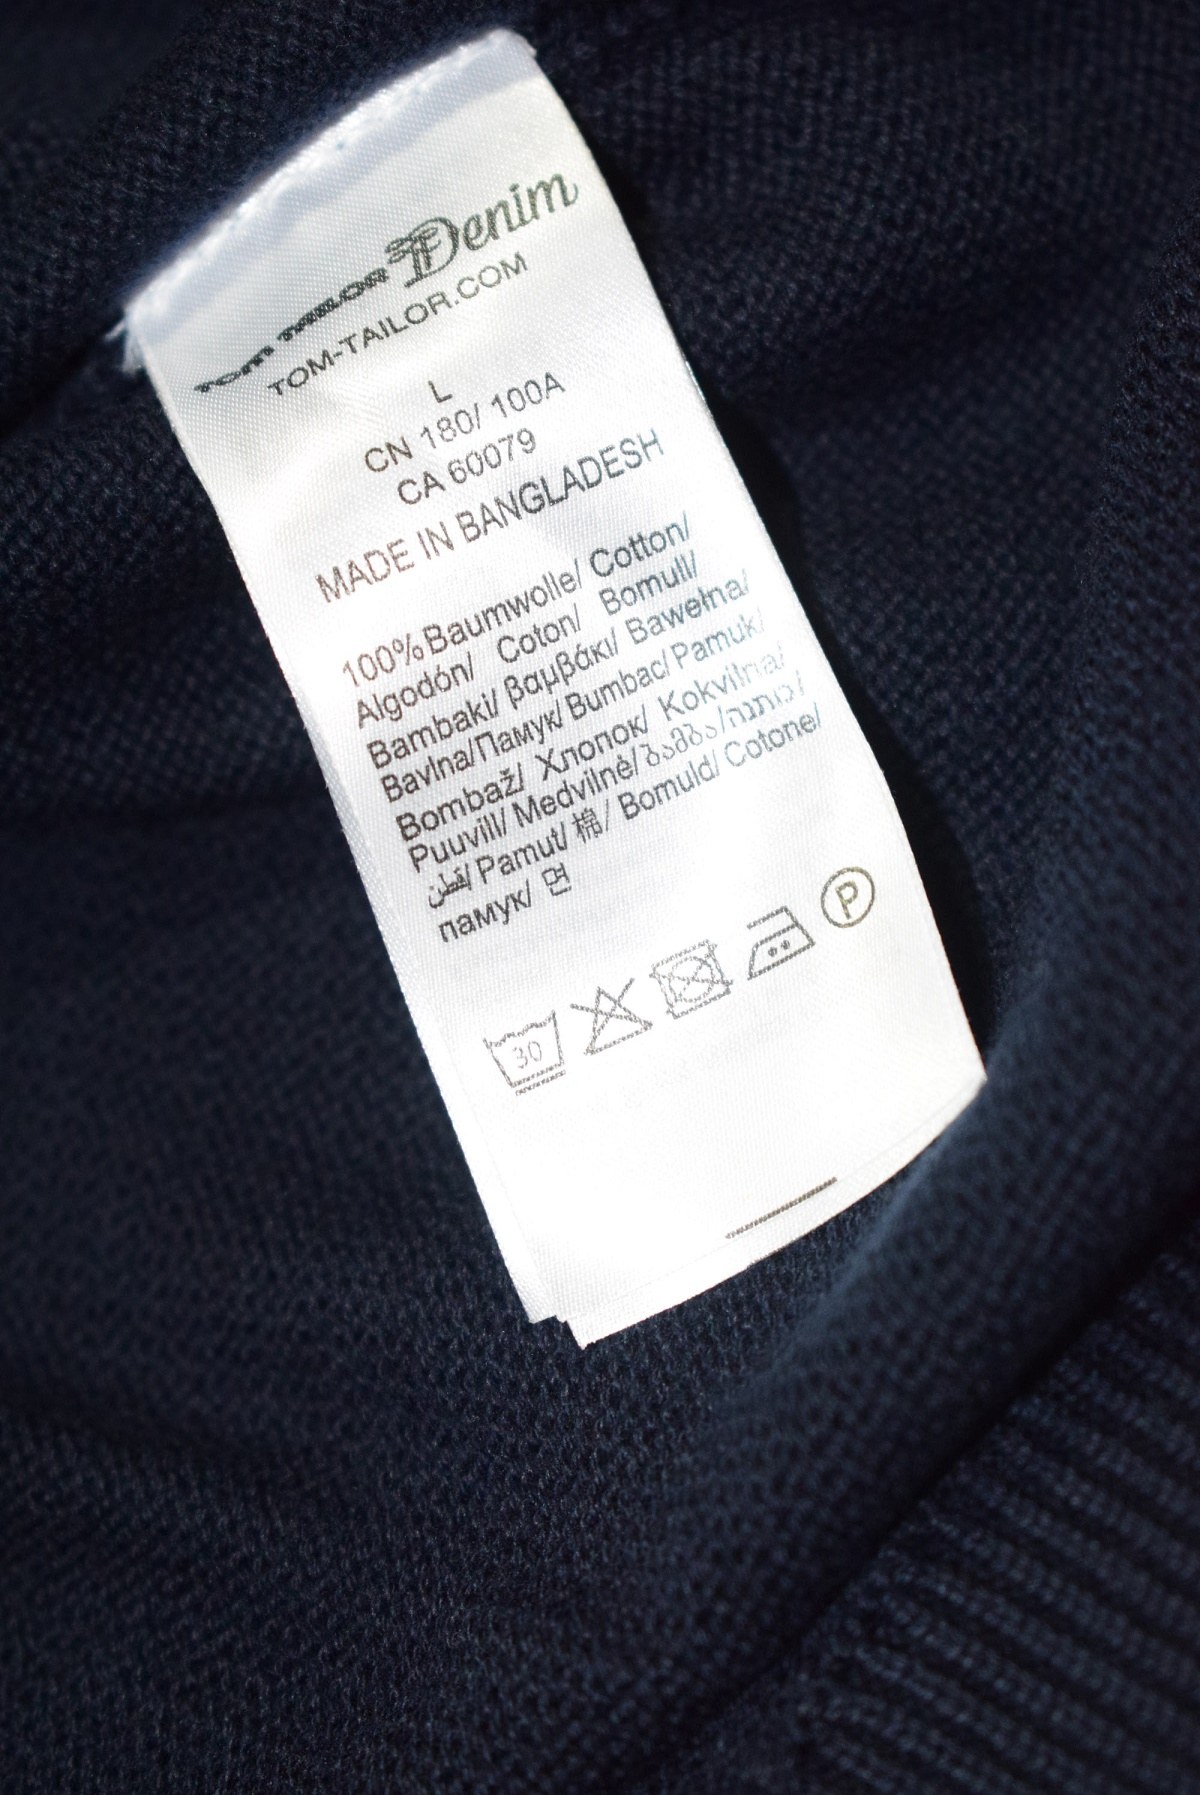 TOM TAILOR Denim
TOM-TAILOR.COM
L
CN 180/ 100A
CA 60079
MADE IN BANGLADESH
100% Baumwolle/ Cotton/
Algodón/ Coton/ Bomull/
Bambaki/ βαμβάκι/ Bawełna/
Bavlna/Памук/ Bumbac/ Pamuk/
Bombaž/ Хлопок/ Kokvilna/
Puuvill/ Medvilnė/ ბამბა/כותנה/
قطن/ Pamut/ 棉/ Bomuld/ Cotone/
памук/ 면
30
P